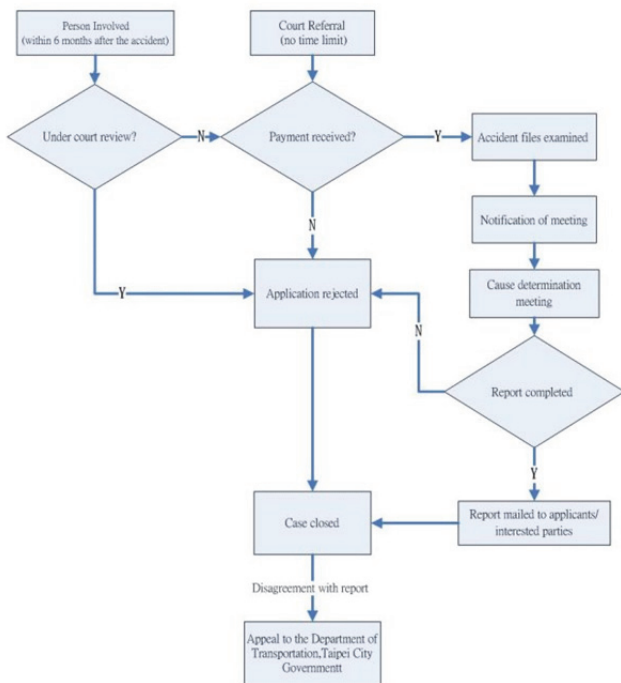 Person Involved
(within 6 months after the accident)
Court Referral
(no time limit)
Under court review?
N
Payment received?
Y
Accident files examined
Notification of meeting
N
Application rejected
Y
Cause determination
meeting
N
Report completed
Y
Case closed
Report mailed to applicants/
interested parties
Disagreement with report
Appeal to the Department of
Transportation,Taipei City
Governmentt